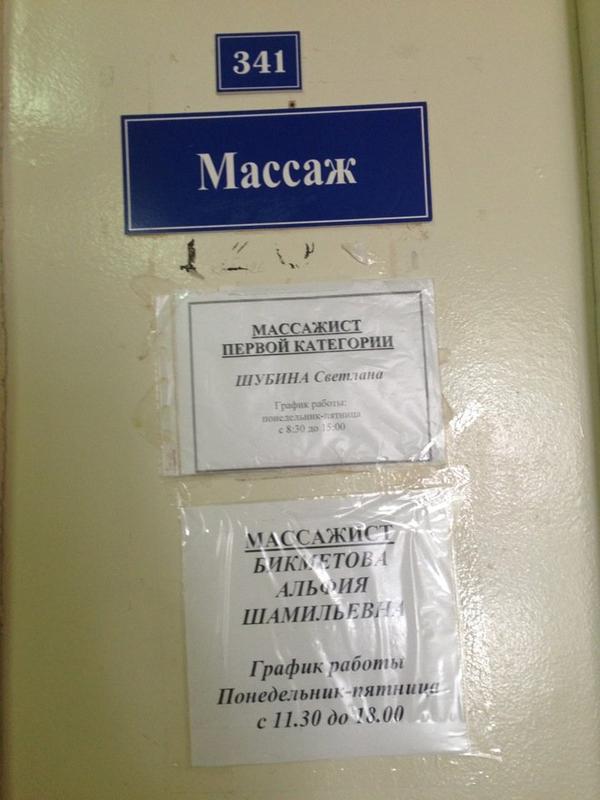 341
Массаж
МАССАЖИСТ
ПЕРВОЙ КАТЕГОРИИ
ШУБИНА Светлана
График работы:
понедельник-пятница
с 8:30 до 15:00
МАССАЖИСТ
БИКМЕТОВА
АЛЬФИЯ
ШАМИЛЬЕВНА
График работы
Понедельник-пятница
с 11.30 до 18.00